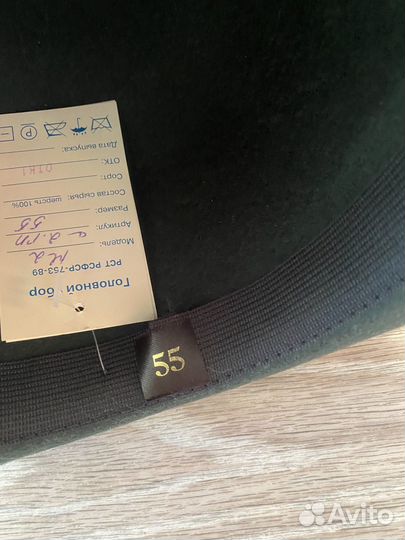 Головной убор
РСТ РСФСР-753-89
Модель:
Артикул:
Размер: 55
Состав сырья: шерсть 100%
Сорт:
ОТК: ОТК1
Дата выпуска:
P
55
Avito